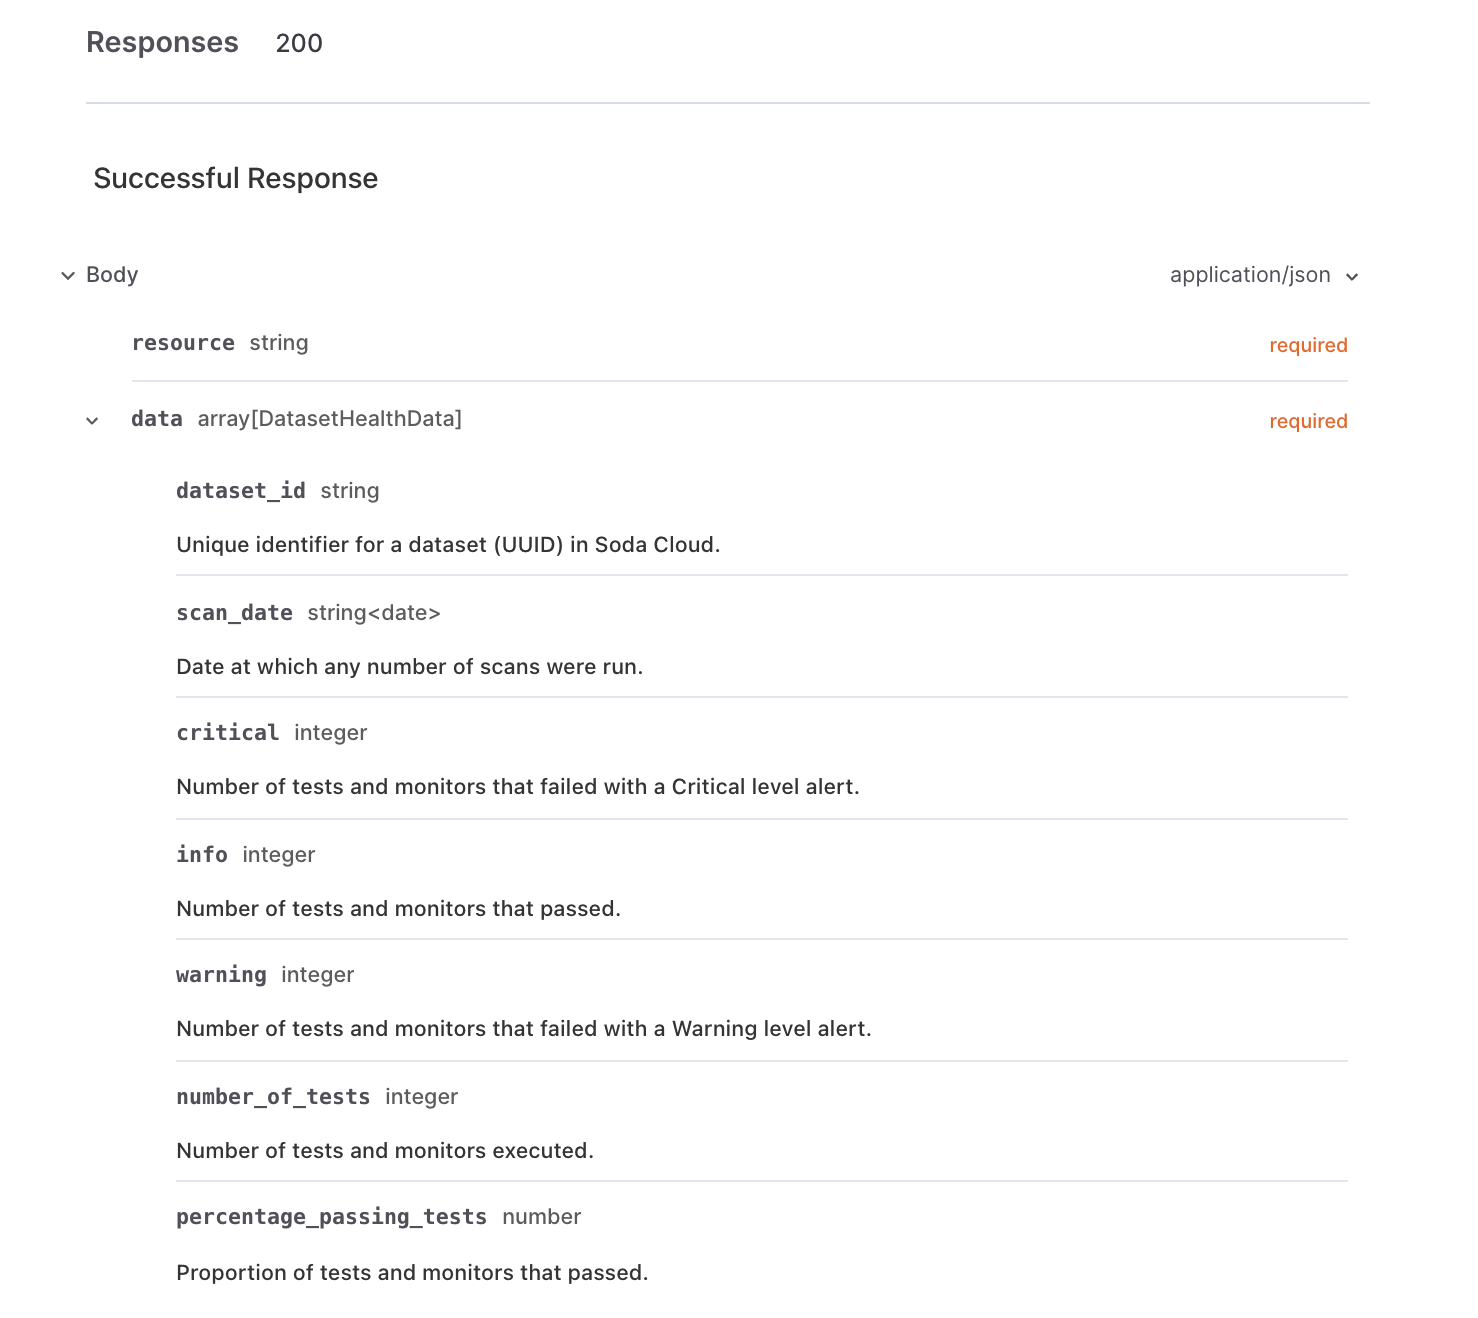 Responses 200
Successful Response
Body application/json
resource string required
data array[DatasetHealthData] required
dataset_id string
Unique identifier for a dataset (UUID) in Soda Cloud.
scan_date string<date>
Date at which any number of scans were run.
critical integer
Number of tests and monitors that failed with a Critical level alert.
info integer
Number of tests and monitors that passed.
warning integer
Number of tests and monitors that failed with a Warning level alert.
number_of_tests integer
Number of tests and monitors executed.
percentage_passing_tests number
Proportion of tests and monitors that passed.